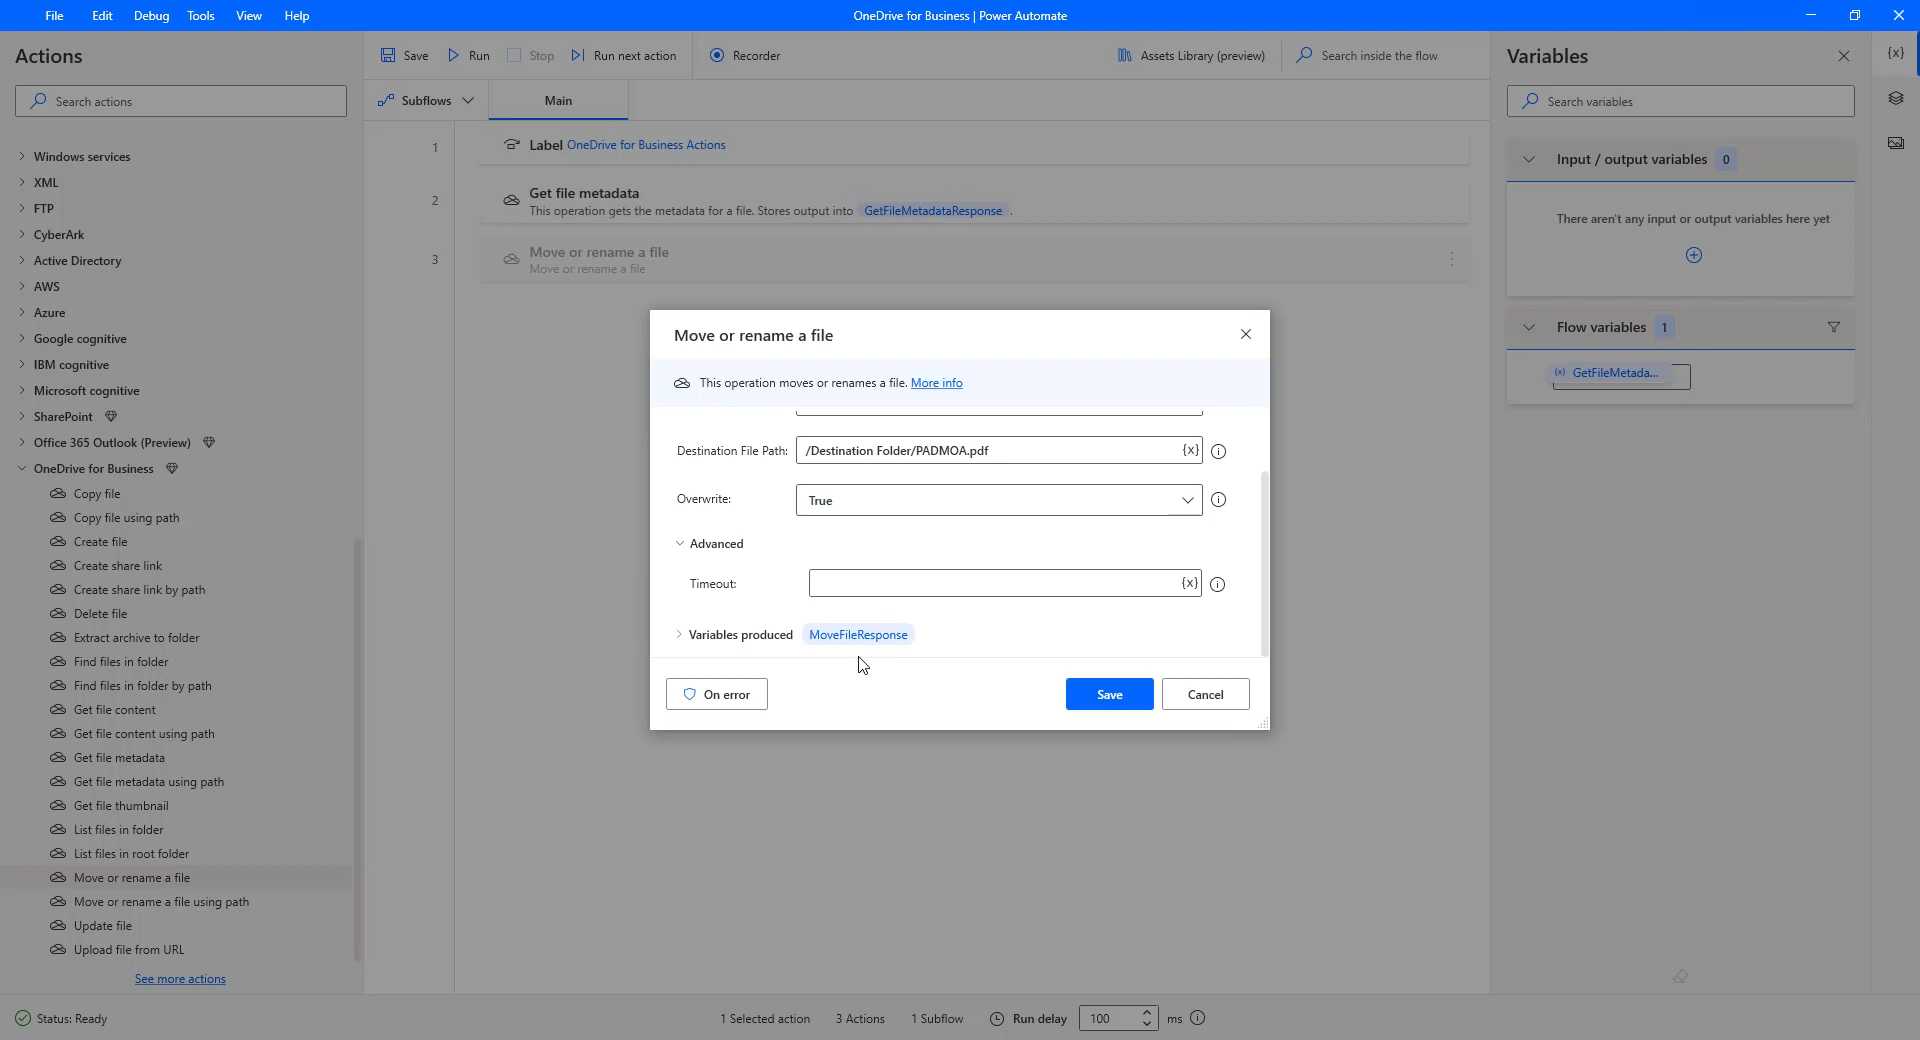 File Edit Debug Tools View Help
OneDrive for Business | Power Automate
Actions
Search actions
Windows services
XML
FTP
CyberArk
Active Directory
AWS
Azure
Google cognitive
IBM cognitive
Microsoft cognitive
SharePoint
Office 365 Outlook (Preview)
OneDrive for Business
Copy file
Copy file using path
Create file
Create share link
Create share link by path
Delete file
Extract archive to folder
Find files in folder
Find files in folder by path
Get file content
Get file content using path
Get file metadata
Get file metadata using path
Get file thumbnail
List files in folder
List files in root folder
Move or rename a file
Move or rename a file using path
Update file
Upload file from URL
See more actions
Save Run Stop Run next action Recorder Assets Library (preview) Search inside the flow
Subflows Main
1 Label OneDrive for Business Actions
2 Get file metadata
This operation gets the metadata for a file. Stores output into GetFileMetadataResponse .
3 Move or rename a file
Move or rename a file
Move or rename a file
This operation moves or renames a file. More info
Destination File Path: /Destination Folder/PADMOA.pdf {x}
Overwrite: True
Advanced
Timeout: {x}
Variables produced MoveFileResponse
On error Save Cancel
Variables
{x}
Search variables
Input / output variables 0
There aren't any input or output variables here yet
Flow variables 1
(x) GetFileMetada...
Status: Ready 1 Selected action 3 Actions 1 Subflow Run delay 100 ms